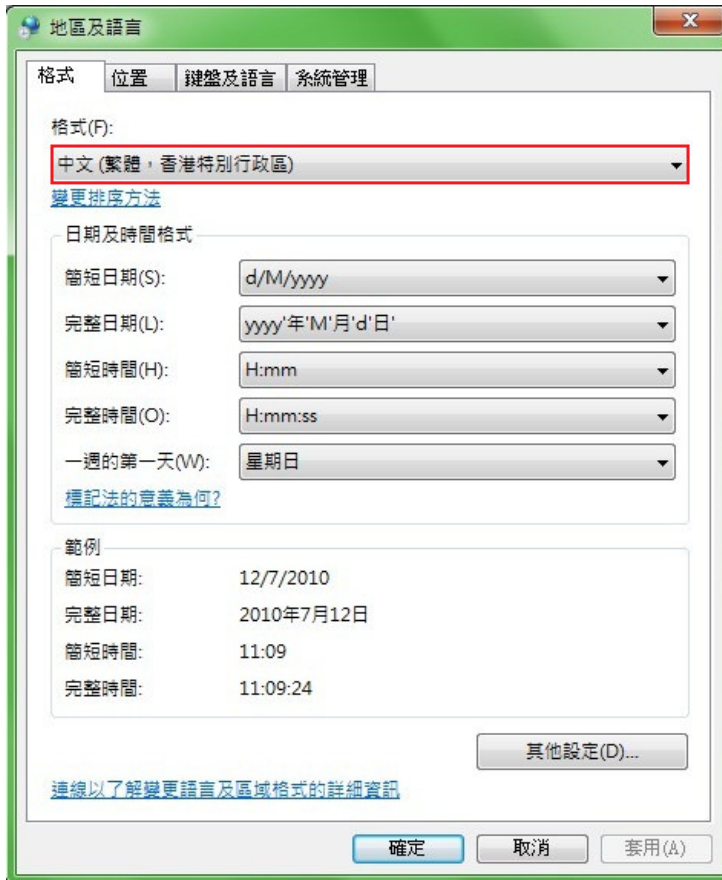 地區及語言
格式 位置 鍵盤及語言 系統管理
格式(F):
中文 (繁體，香港特別行政區)
變更排序方法
日期及時間格式
簡短日期(S): d/M/yyyy
完整日期(L): yyyy'年'M'月'd'日'
簡短時間(H): H:mm
完整時間(O): H:mm:ss
一週的第一天(W): 星期日
標記法的意義為何?
範例
簡短日期: 12/7/2010
完整日期: 2010年7月12日
簡短時間: 11:09
完整時間: 11:09:24
其他設定(D)...
連線以了解變更語言及區域格式的詳細資訊
確定 取消 套用(A)